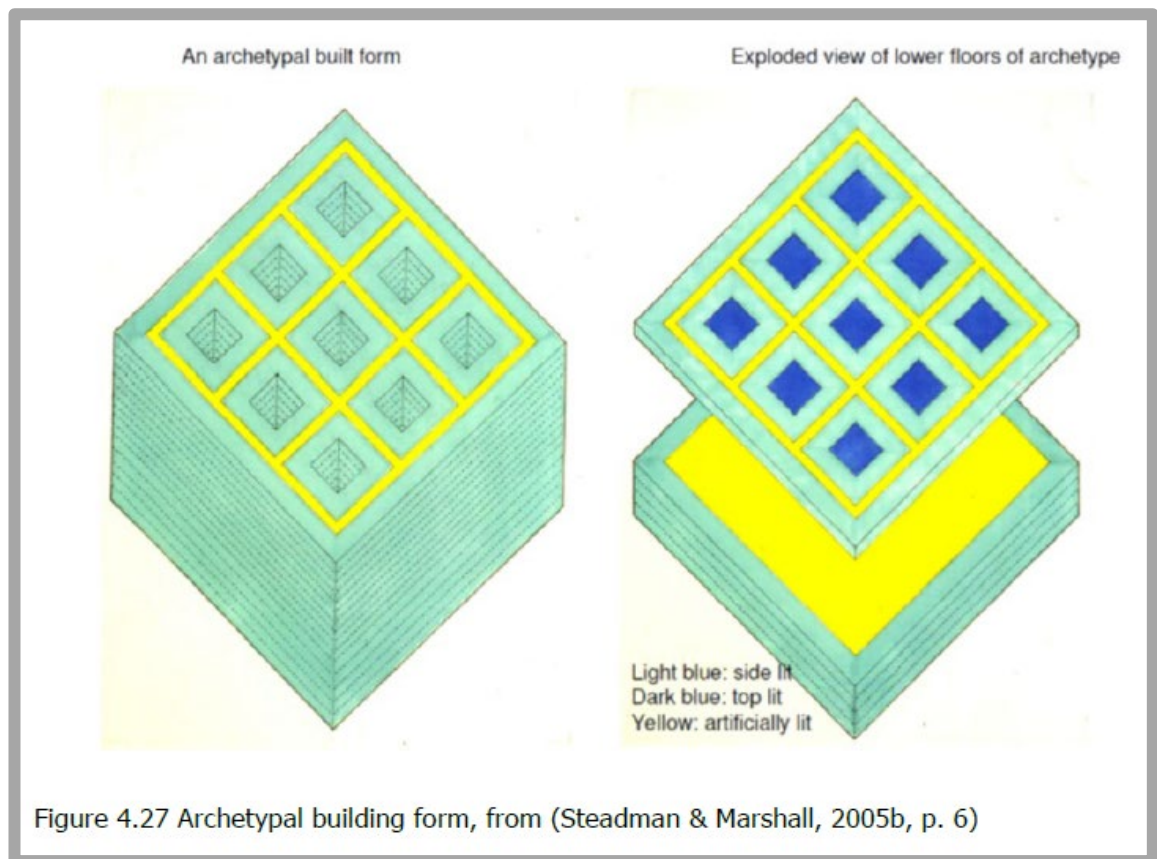 An archetypal built form
Exploded view of lower floors of archetype
Light blue: side lit
Dark blue: top lit
Yellow: artificially lit
Figure 4.27 Archetypal building form, from (Steadman & Marshall, 2005b, p. 6)